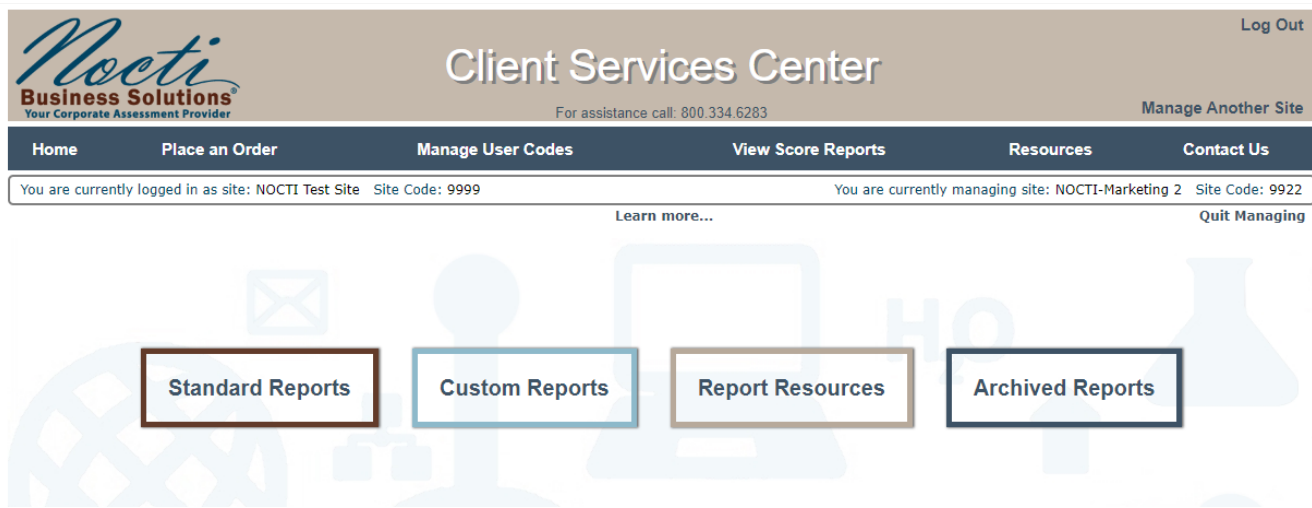 Log Out
Nocti
Business Solutions®
Your Corporate Assessment Provider
Client Services Center
For assistance call: 800.334.6283
Manage Another Site
Home Place an Order Manage User Codes View Score Reports Resources Contact Us
You are currently logged in as site: NOCTI Test Site Site Code: 9999 You are currently managing site: NOCTI-Marketing 2 Site Code: 9922
Learn more... Quit Managing
Standard Reports Custom Reports Report Resources Archived Reports